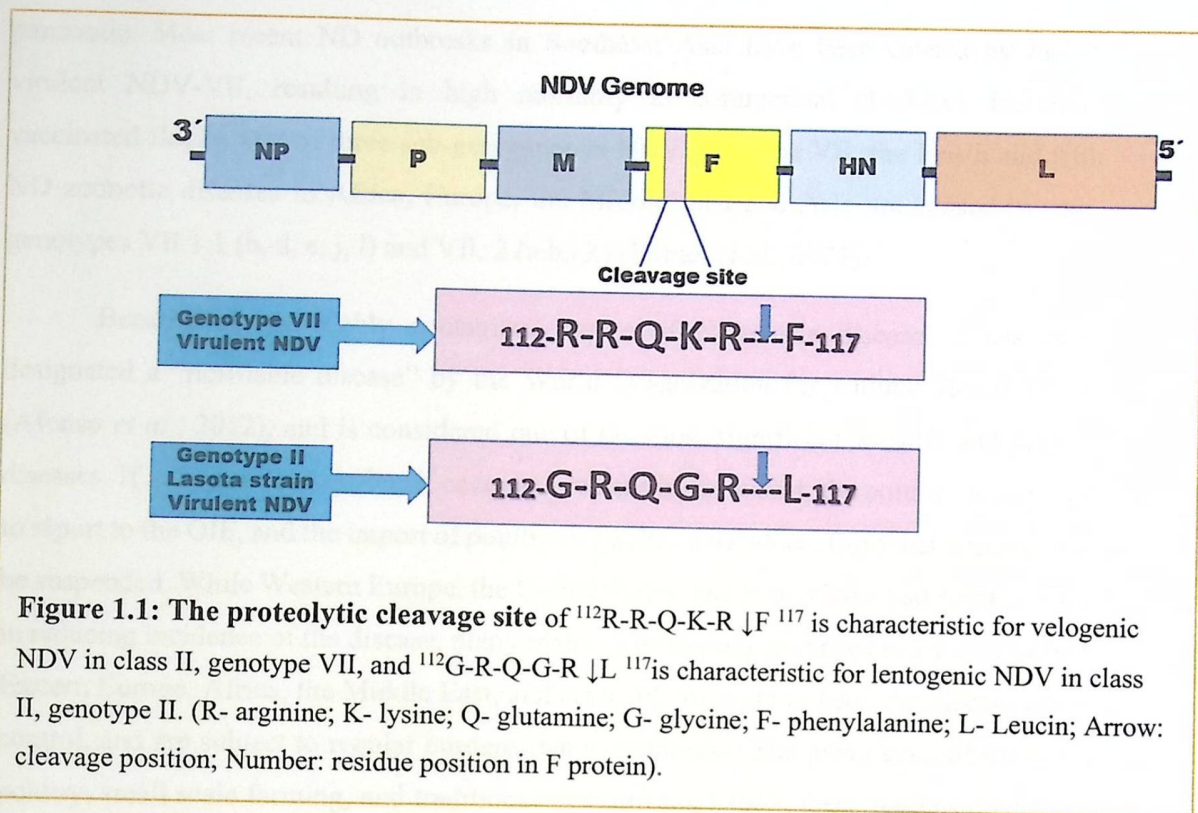 NDV Genome
3´ NP P M F HN L 5´
Cleavage site
Genotype VII
Virulent NDV
112-R-R-Q-K-R---F-117
Genotype II
Lasota strain
Virulent NDV
112-G-R-Q-G-R---L-117
Figure 1.1: The proteolytic cleavage site of ¹¹²R-R-Q-K-R ↓F ¹¹⁷ is characteristic for velogenic
NDV in class II, genotype VII, and ¹¹²G-R-Q-G-R ↓L ¹¹⁷is characteristic for lentogenic NDV in class
II, genotype II. (R- arginine; K- lysine; Q- glutamine; G- glycine; F- phenylalanine; L- Leucin; Arrow:
cleavage position; Number: residue position in F protein).